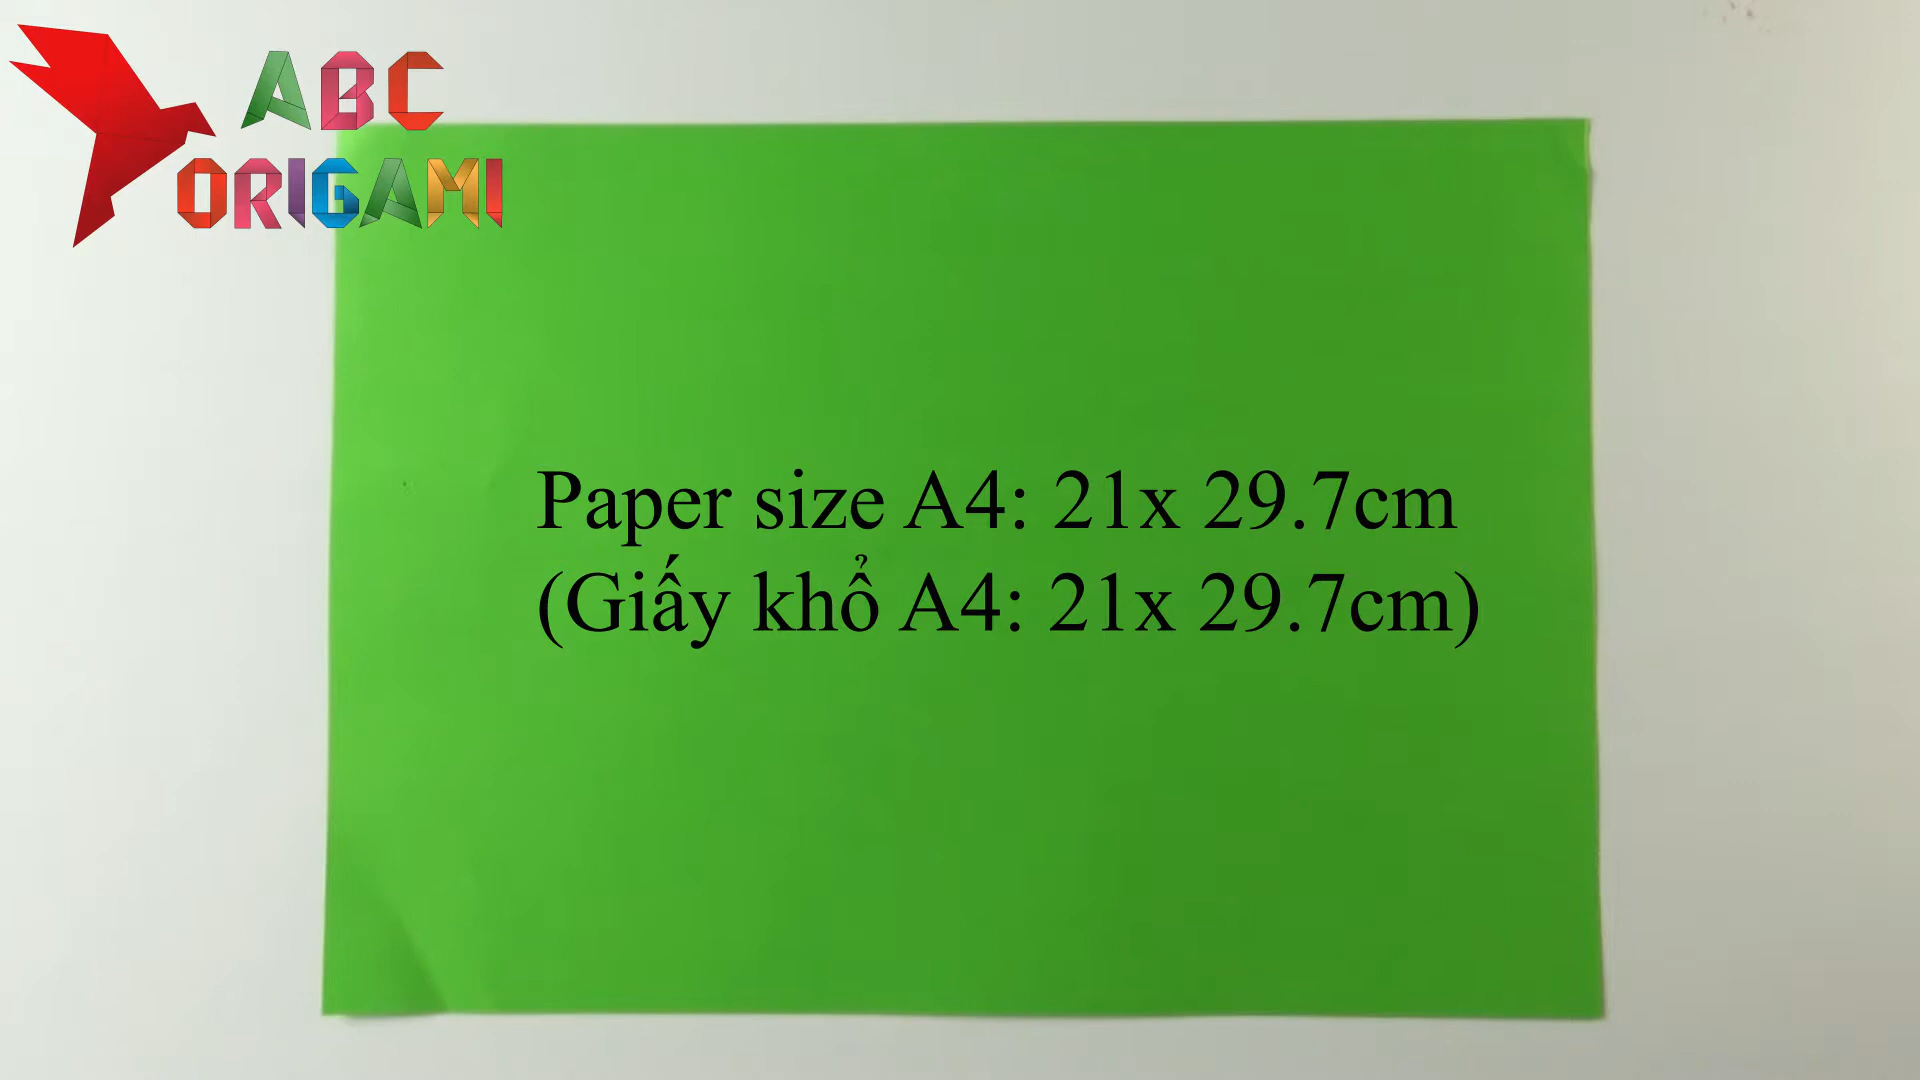 ABC
ORIGAMI
Paper size A4: 21x 29.7cm
(Giấy khổ A4: 21x 29.7cm)